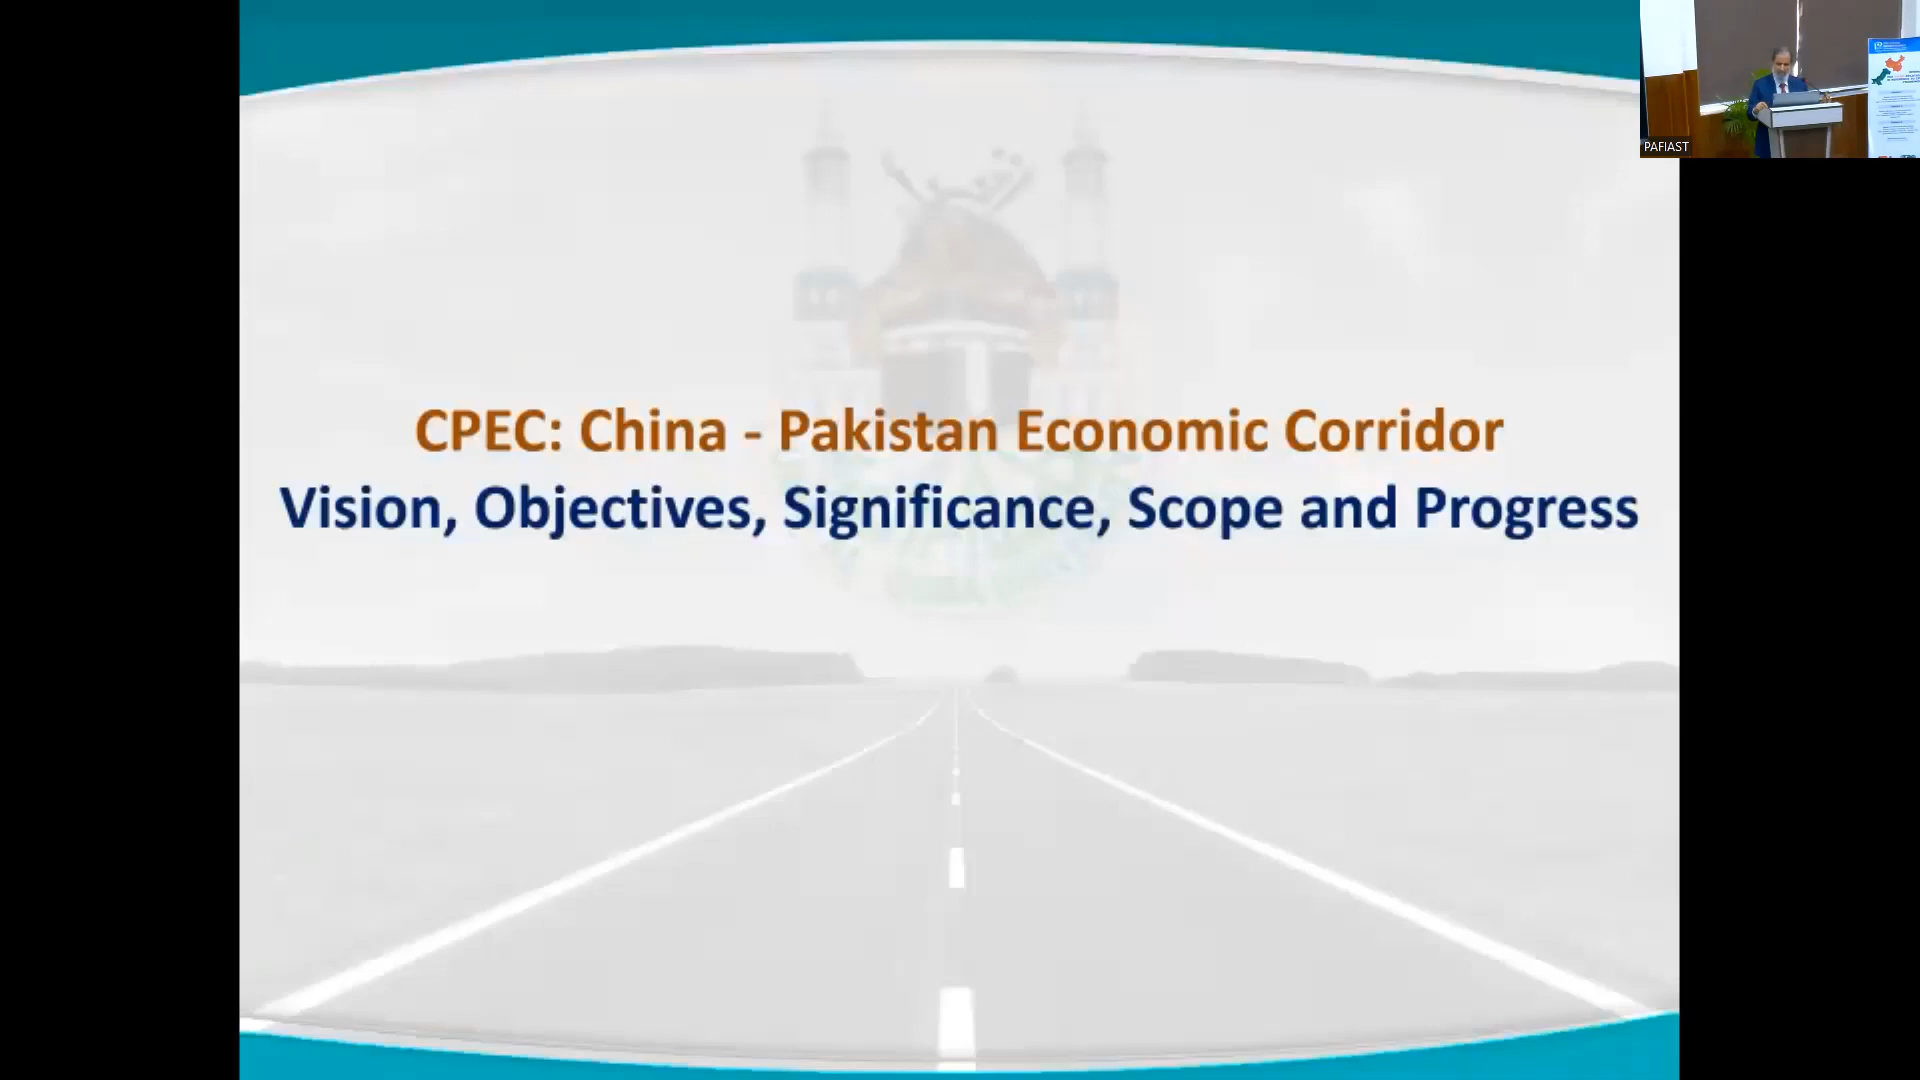 CPEC: China - Pakistan Economic Corridor
Vision, Objectives, Significance, Scope and Progress
PAFIAST